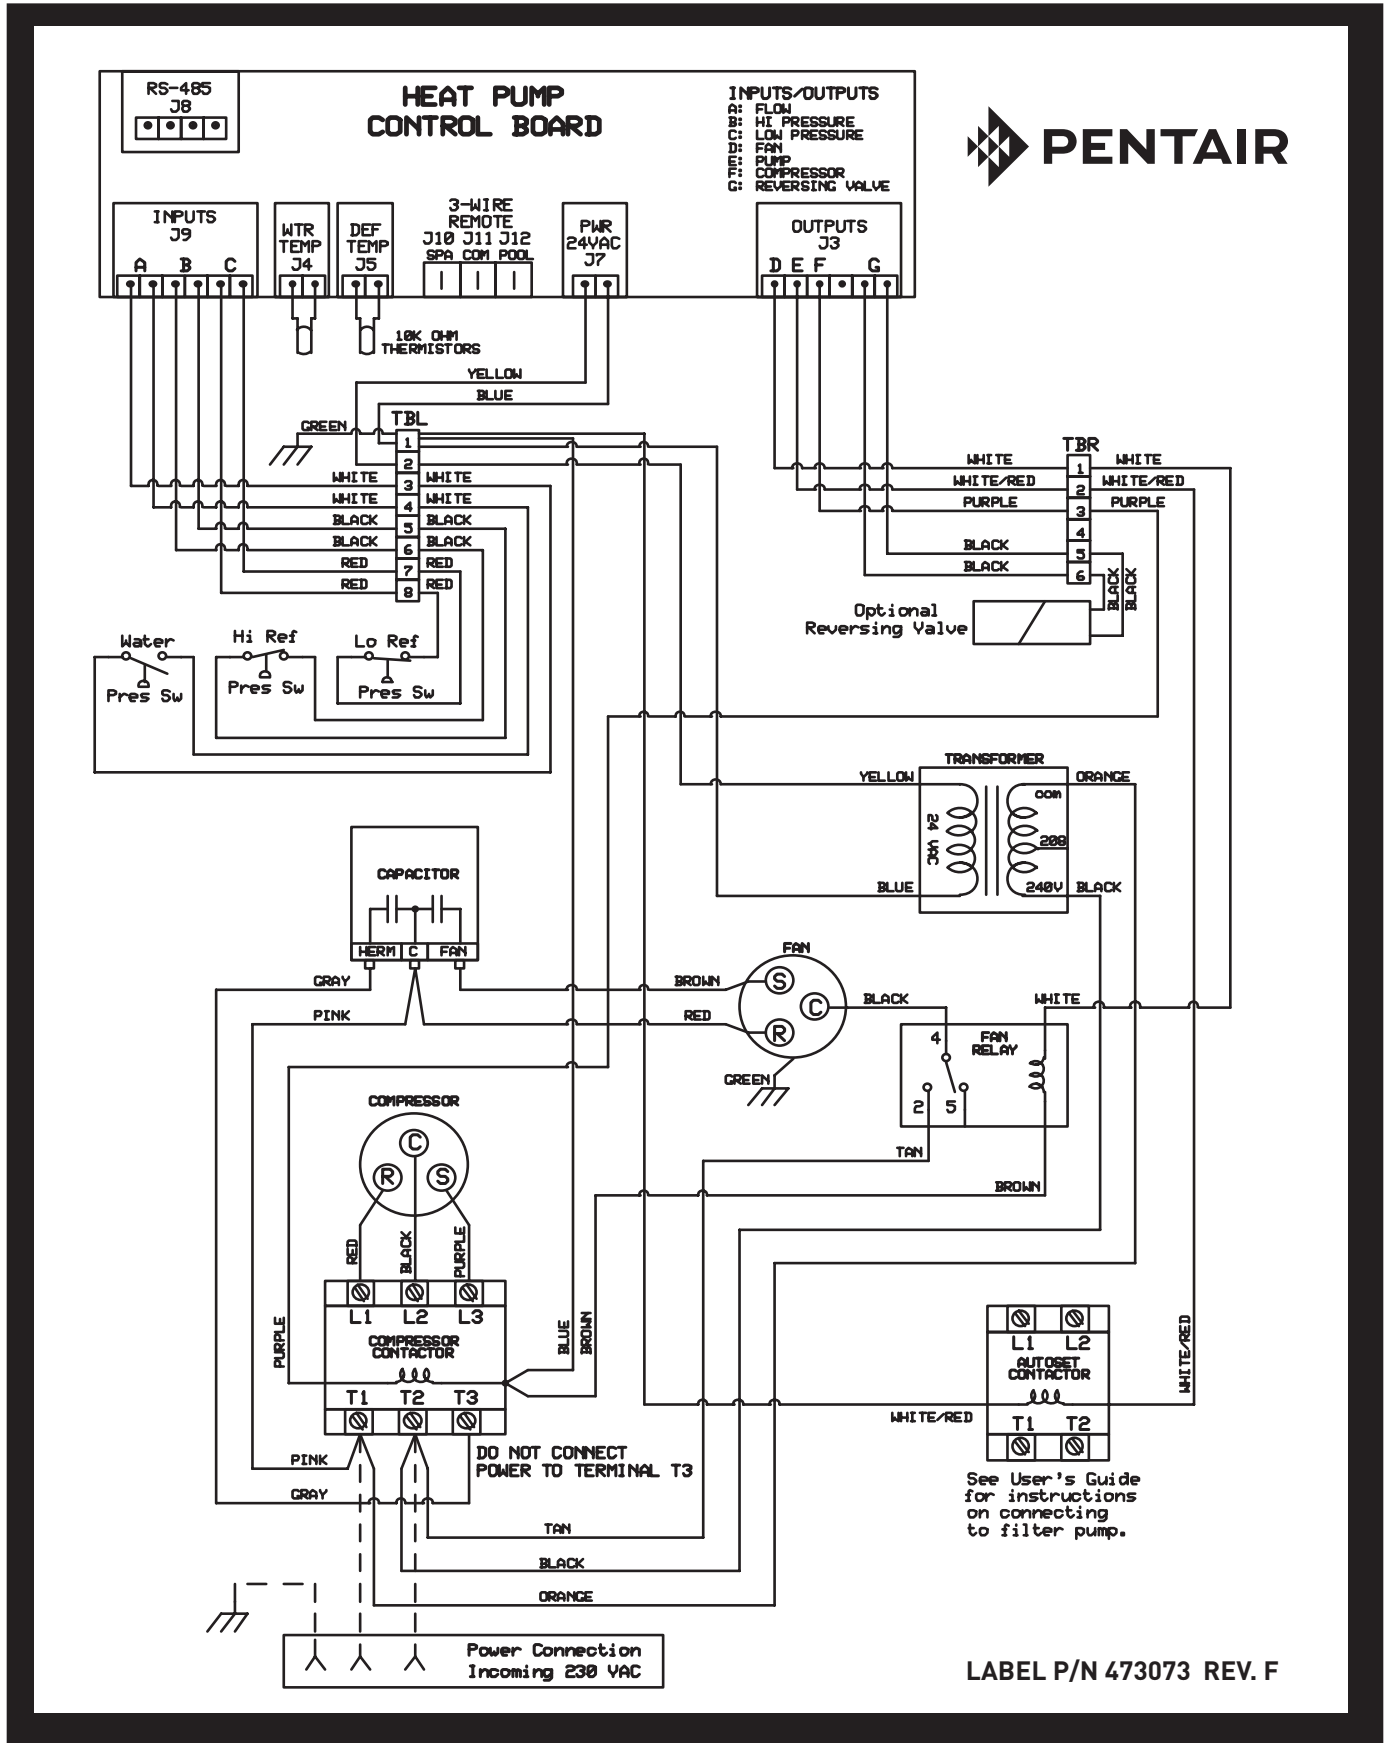 RS-485
J8
HEAT PUMP
CONTROL BOARD
INPUTS/OUTPUTS
A: FLOW
B: HI PRESSURE
C: LOW PRESSURE
D: FAN
E: PUMP
F: COMPRESSOR
G: REVERSING VALVE
PENTAIR
INPUTS
J9
A B C
WTR
TEMP
J4
DEF
TEMP
J5
3-WIRE
REMOTE
J10 J11 J12
SPA COM POOL
PWR
24VAC
J7
OUTPUTS
J3
D E F G
10K OHM
THERMISTORS
YELLOW
BLUE
GREEN
TBL
1
2
WHITE 3 WHITE
WHITE 4 WHITE
BLACK 5 BLACK
BLACK 6 BLACK
RED 7 RED
RED 8 RED
TBR
WHITE 1 WHITE
WHITE/RED 2 WHITE/RED
PURPLE 3 PURPLE
4
BLACK 5
BLACK 6
BLACK
BLACK
Optional
Reversing Valve
Water
Pres Sw
Hi Ref
Pres Sw
Lo Ref
Pres Sw
TRANSFORMER
YELLOW
ORANGE
com
24 VAC
208
240V
BLUE
BLACK
CAPACITOR
HERM C FAN
GRAY
PINK
BROWN
RED
FAN
S
C
R
GREEN
BLACK
WHITE
4
FAN
RELAY
2 5
TAN
BROWN
COMPRESSOR
C
R S
RED
BLACK
PURPLE
L1 L2 L3
PURPLE
COMPRESSOR
CONTACTOR
BLUE
BROWN
T1 T2 T3
PINK
GRAY
DO NOT CONNECT
POWER TO TERMINAL T3
TAN
BLACK
ORANGE
L1 L2
AUTOSET
CONTACTOR
T1 T2
WHITE/RED
WHITE/RED
See User's Guide
for instructions
on connecting
to filter pump.
Power Connection
Incoming 230 VAC
LABEL P/N 473073 REV. F